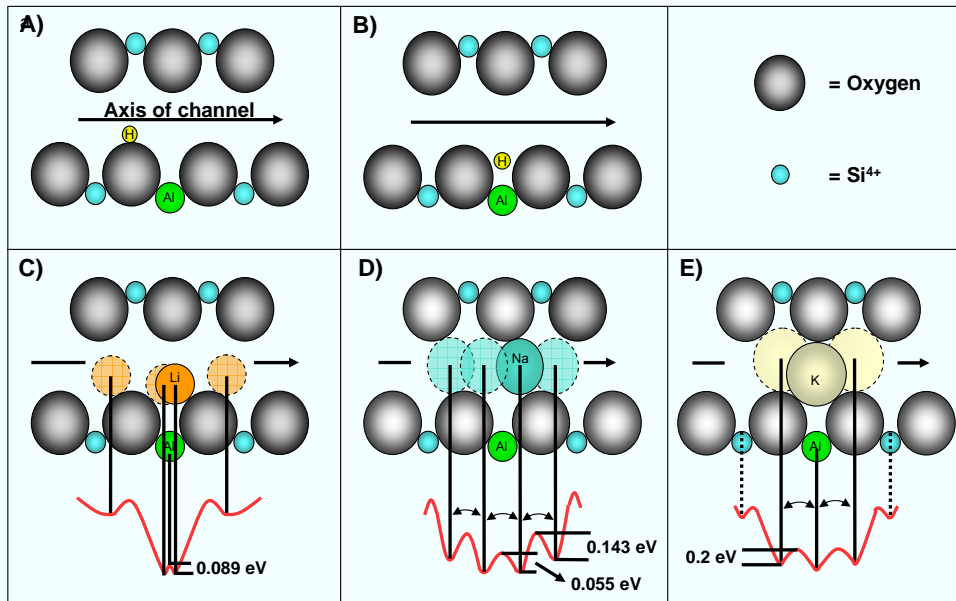 A)
B)
= Oxygen
Axis of channel
H
H
Al
Al
= Si⁴⁺
C)
D)
E)
Li
Na
K
Al
Al
Al
0.089 eV
0.143 eV
0.055 eV
0.2 eV